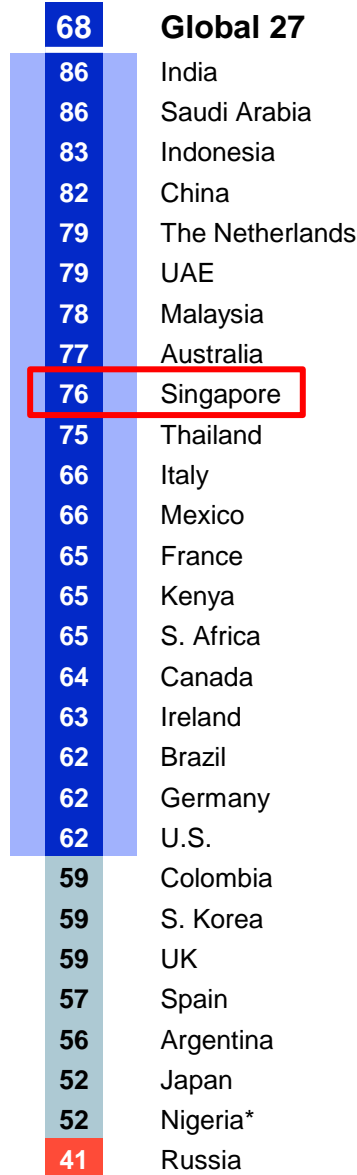 68 Global 27
86 India
86 Saudi Arabia
83 Indonesia
82 China
79 The Netherlands
79 UAE
78 Malaysia
77 Australia
76 Singapore
75 Thailand
66 Italy
66 Mexico
65 France
65 Kenya
65 S. Africa
64 Canada
63 Ireland
62 Brazil
62 Germany
62 U.S.
59 Colombia
59 S. Korea
59 UK
57 Spain
56 Argentina
52 Japan
52 Nigeria*
41 Russia